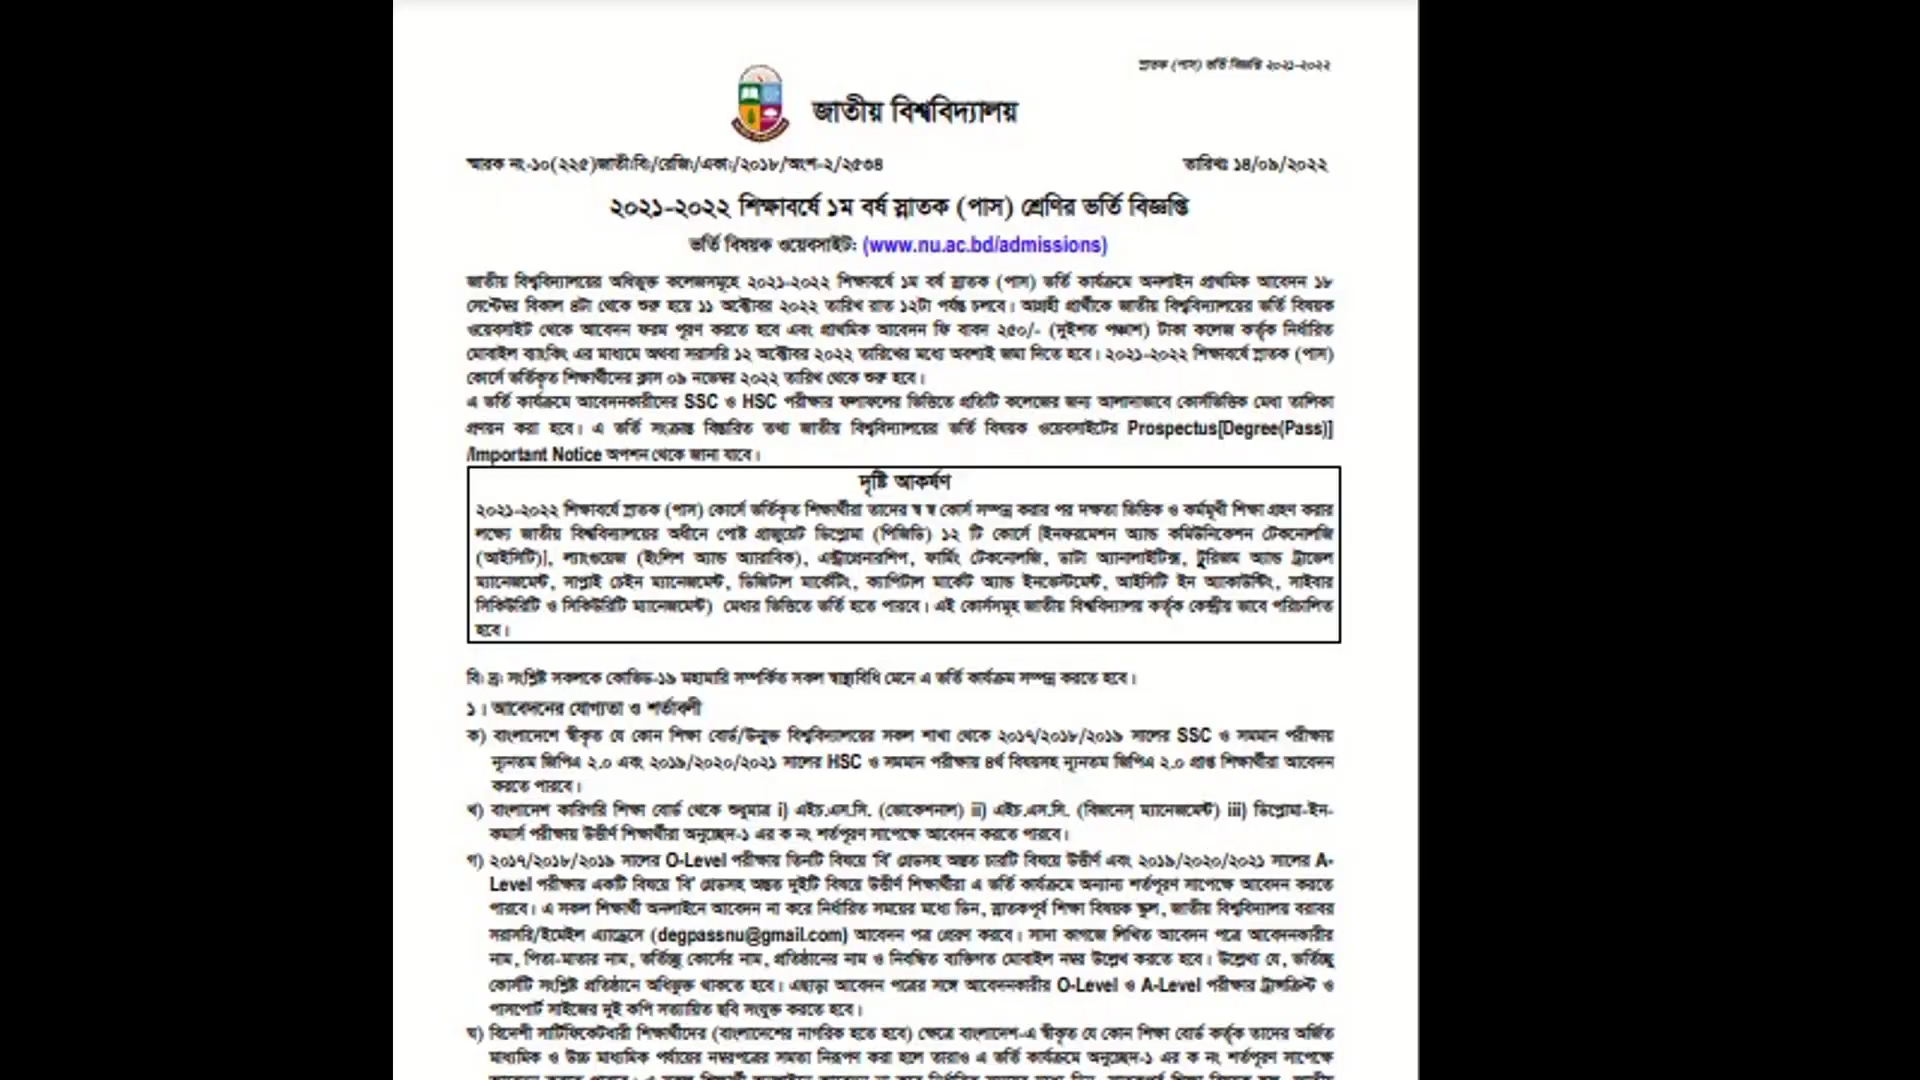 স্নাতক (পাস) ভর্তি বিজ্ঞপ্তি ২০২১-২০২২
জাতীয় বিশ্ববিদ্যালয়
স্মারক নং-১০(২২৫)জাতীঃবিঃ/রেজিঃ/একাঃ/২০১৮/অংশ-২/২৫৩৪ তারিখঃ ১৪/০৯/২০২২
২০২১-২০২২ শিক্ষাবর্ষে ১ম বর্ষ স্নাতক (পাস) শ্রেণির ভর্তি বিজ্ঞপ্তি
ভর্তি বিষয়ক ওয়েবসাইট: (www.nu.ac.bd/admissions)
জাতীয় বিশ্ববিদ্যালয়ের অধিভুক্ত কলেজসমূহে ২০২১-২০২২ শিক্ষাবর্ষে ১ম বর্ষ স্নাতক (পাস) ভর্তি কার্যক্রমে অনলাইন প্রাথমিক আবেদন ১৮
সেপ্টেম্বর বিকাল ৪টা থেকে শুরু হয়ে ১১ অক্টোবর ২০২২ তারিখ রাত ১২টা পর্যন্ত চলবে। আগ্রহী প্রার্থীকে জাতীয় বিশ্ববিদ্যালয়ের ভর্তি বিষয়ক
ওয়েবসাইট থেকে আবেদন ফরম পূরণ করতে হবে এবং প্রাথমিক আবেদন ফি বাবদ ২৫০/- (দুইশত পঞ্চাশ) টাকা কলেজ কর্তৃক নির্ধারিত
মোবাইল ব্যাংকিং এর মাধ্যমে অথবা সরাসরি ১২ অক্টোবর ২০২২ তারিখের মধ্যে অবশ্যই জমা দিতে হবে। ২০২১-২০২২ শিক্ষাবর্ষে স্নাতক (পাস)
কোর্সে ভর্তিকৃত শিক্ষার্থীদের ক্লাস ০৯ নভেম্বর ২০২২ তারিখ থেকে শুরু হবে।
এ ভর্তি কার্যক্রমে আবেদনকারীদের SSC ও HSC পরীক্ষার ফলাফলের ভিত্তিতে প্রতিটি কলেজের জন্য আলাদাভাবে কোর্সভিত্তিক মেধা তালিকা
প্রণয়ন করা হবে। এ ভর্তি সংক্রান্ত বিস্তারিত তথ্য জাতীয় বিশ্ববিদ্যালয়ের ভর্তি বিষয়ক ওয়েবসাইটের Prospectus[Degree(Pass)]
/Important Notice অপশন থেকে জানা যাবে।
দৃষ্টি আকর্ষণ
২০২১-২০২২ শিক্ষাবর্ষে স্নাতক (পাস) কোর্সে ভর্তিকৃত শিক্ষার্থীরা তাদের স্ব স্ব কোর্স সম্পন্ন করার পর দক্ষতা ভিত্তিক ও কর্মমূখী শিক্ষা গ্রহণ করার
লক্ষ্যে জাতীয় বিশ্ববিদ্যালয়ের অধীনে পোষ্ট গ্রাজুয়েট ডিপ্লোমা (পিজিডি) ১২ টি কোর্সে [ইনফরমেশন অ্যান্ড কমিউনিকেশন টেকনোলজি
(আইসিটি)], ল্যাংগুয়েজ (ইংলিশ অ্যান্ড অ্যারাবিক), এন্ট্রাপ্রেনারশিপ, ফার্মিং টেকনোলজি, ডাটা অ্যানালাইটিক্স, টুরিজম অ্যান্ড ট্রাভেল
ম্যানেজমেন্ট, সাপ্লাই চেইন ম্যানেজমেন্ট, ডিজিটাল মার্কেটিং, ক্যাপিটাল মার্কেট অ্যান্ড ইনভেস্টমেন্ট, আইসিটি ইন অ্যাকাউন্টিং, সাইবার
সিকিউরিটি ও সিকিউরিটি ম্যানেজমেন্ট) মেধার ভিত্তিতে ভর্তি হতে পারবে। এই কোর্সসমূহ জাতীয় বিশ্ববিদ্যালয় কর্তৃক কেন্দ্রীয় ভাবে পরিচালিত
হবে।
বিঃ দ্রঃ সংশ্লিষ্ট সকলকে কোভিড-১৯ মহামারি সম্পর্কিত সকল স্বাস্থ্যবিধি মেনে এ ভর্তি কার্যক্রম সম্পন্ন করতে হবে।
১। আবেদনের যোগ্যতা ও শর্তাবলী
ক) বাংলাদেশে স্বীকৃত যে কোন শিক্ষা বোর্ড/উন্মুক্ত বিশ্ববিদ্যালয়ের সকল শাখা থেকে ২০১৭/২০১৮/২০১৯ সালের SSC ও সমমান পরীক্ষায়
ন্যূনতম জিপিএ ২.০ এবং ২০১৯/২০২০/২০২১ সালের HSC ও সমমান পরীক্ষায় ৪র্থ বিষয়সহ ন্যূনতম জিপিএ ২.০ প্রাপ্ত শিক্ষার্থীরা আবেদন
করতে পারবে।
খ) বাংলাদেশ কারিগরি শিক্ষা বোর্ড থেকে শুধুমাত্র i) এইচ.এস.সি. (ভোকেশনাল) ii) এইচ.এস.সি. (বিজনেস্ ম্যানেজমেন্ট) iii) ডিপ্লোমা-ইন-
কমার্স পরীক্ষায় উত্তীর্ণ শিক্ষার্থীরা অনুচ্ছেদ-১ এর ক নং শর্তপূরণ সাপেক্ষে আবেদন করতে পারবে।
গ) ২০১৭/২০১৮/২০১৯ সালের O-Level পরীক্ষায় তিনটি বিষয়ে 'বি' গ্রেডসহ অন্তত চারটি বিষয়ে উত্তীর্ণ এবং ২০১৯/২০২০/২০২১ সালের A-
Level পরীক্ষায় একটি বিষয়ে 'বি' গ্রেডসহ অন্তত দুইটি বিষয়ে উত্তীর্ণ শিক্ষার্থীরা এ ভর্তি কার্যক্রমে অন্যান্য শর্তপূরণ সাপেক্ষে আবেদন করতে
পারবে। এ সকল শিক্ষার্থী অনলাইনে আবেদন না করে নির্ধারিত সময়ের মধ্যে ডিন, স্নাতকপূর্ব শিক্ষা বিষয়ক স্কুল, জাতীয় বিশ্ববিদ্যালয় বরাবর
সরাসরি/ইমেইল এ্যাড্রেসে (degpassnu@gmail.com) আবেদন পত্র প্রেরণ করবে। সাদা কাগজে লিখিত আবেদন পত্রে আবেদনকারীর
নাম, পিতা-মাতার নাম, ভর্তিচ্ছু কোর্সের নাম, প্রতিষ্ঠানের নাম ও নিবন্ধিত ব্যক্তিগত মোবাইল নম্বর উল্লেখ করতে হবে। উল্লেখ্য যে, ভর্তিচ্ছু
কোর্সটি সংশ্লিষ্ট প্রতিষ্ঠানে অধিভুক্ত থাকতে হবে। এছাড়া আবেদন পত্রের সঙ্গে আবেদনকারীর O-Level ও A-Level পরীক্ষার ট্রান্সক্রিপ্ট ও
পাসপোর্ট সাইজের দুই কপি সত্যায়িত ছবি সংযুক্ত করতে হবে।
ঘ) বিদেশী সার্টিফিকেটধারী শিক্ষার্থীদের (বাংলাদেশের নাগরিক হতে হবে) ক্ষেত্রে বাংলাদেশ-এ স্বীকৃত যে কোন শিক্ষা বোর্ড কর্তৃক তাদের অর্জিত
মাধ্যমিক ও উচ্চ মাধ্যমিক পর্যায়ের নম্বরপত্রের সমতা নিরূপণ করা হলে তারাও এ ভর্তি কার্যক্রমে অনুচ্ছেদ-১ এর ক নং শর্তপূরণ সাপেক্ষে